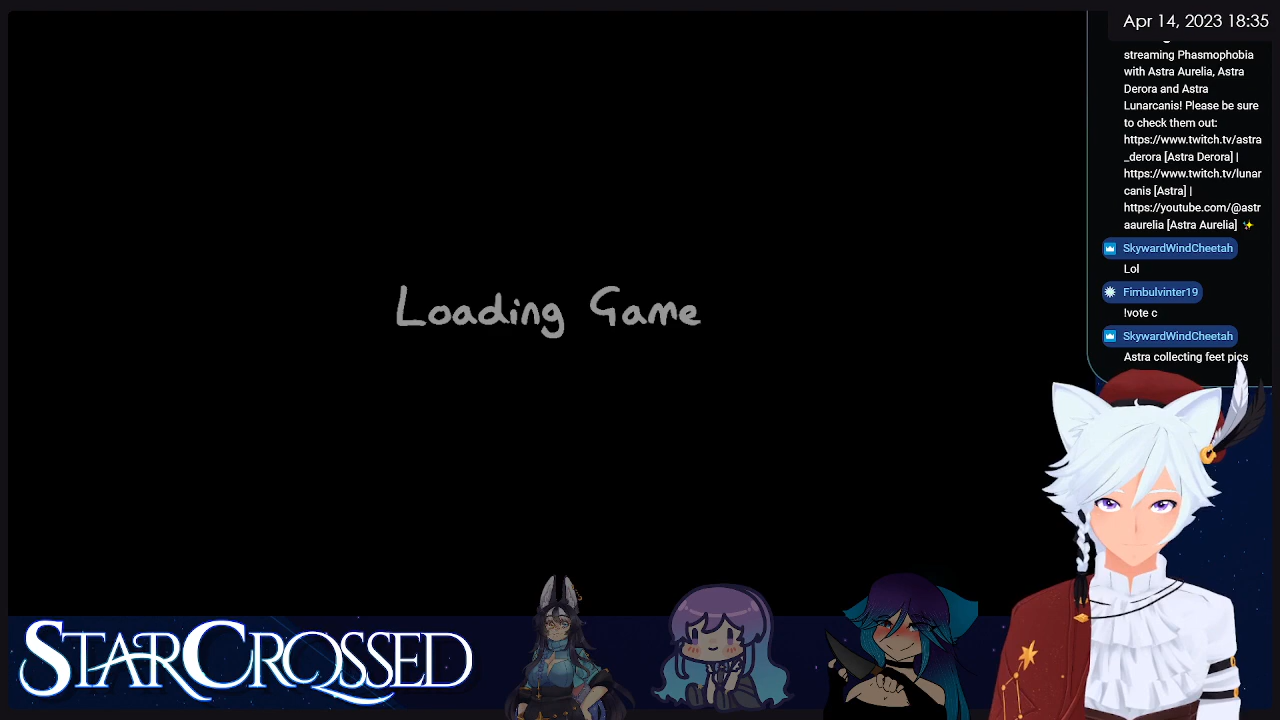 Apr 14, 2023 18:35
streaming Phasmophobia
with Astra Aurelia, Astra
Derora and Astra
Lunarcanis! Please be sure
to check them out:
https://www.twitch.tv/astra
_derora [Astra Derora] |
https://www.twitch.tv/lunar
canis [Astra] |
https://youtube.com/@astr
aaurelia [Astra Aurelia] ✨
SkywardWindCheetah
Lol
Fimbulvinter19
!vote c
SkywardWindCheetah
Astra collecting feet pics
Loading Game
STARCROSSED